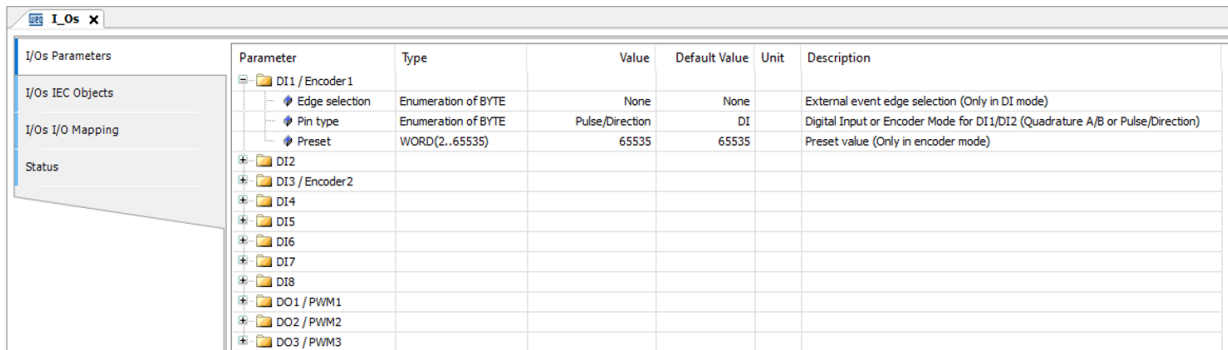 I_Os X
I/Os Parameters
I/Os IEC Objects
I/Os I/O Mapping
Status
Parameter Type Value Default Value Unit Description
DI1 / Encoder1
Edge selection Enumeration of BYTE None None External event edge selection (Only in DI mode)
Pin type Enumeration of BYTE Pulse/Direction DI Digital Input or Encoder Mode for DI1/DI2 (Quadrature A/B or Pulse/Direction)
Preset WORD(2..65535) 65535 65535 Preset value (Only in encoder mode)
DI2
DI3 / Encoder2
DI4
DI5
DI6
DI7
DI8
DO1 / PWM1
DO2 / PWM2
DO3 / PWM3